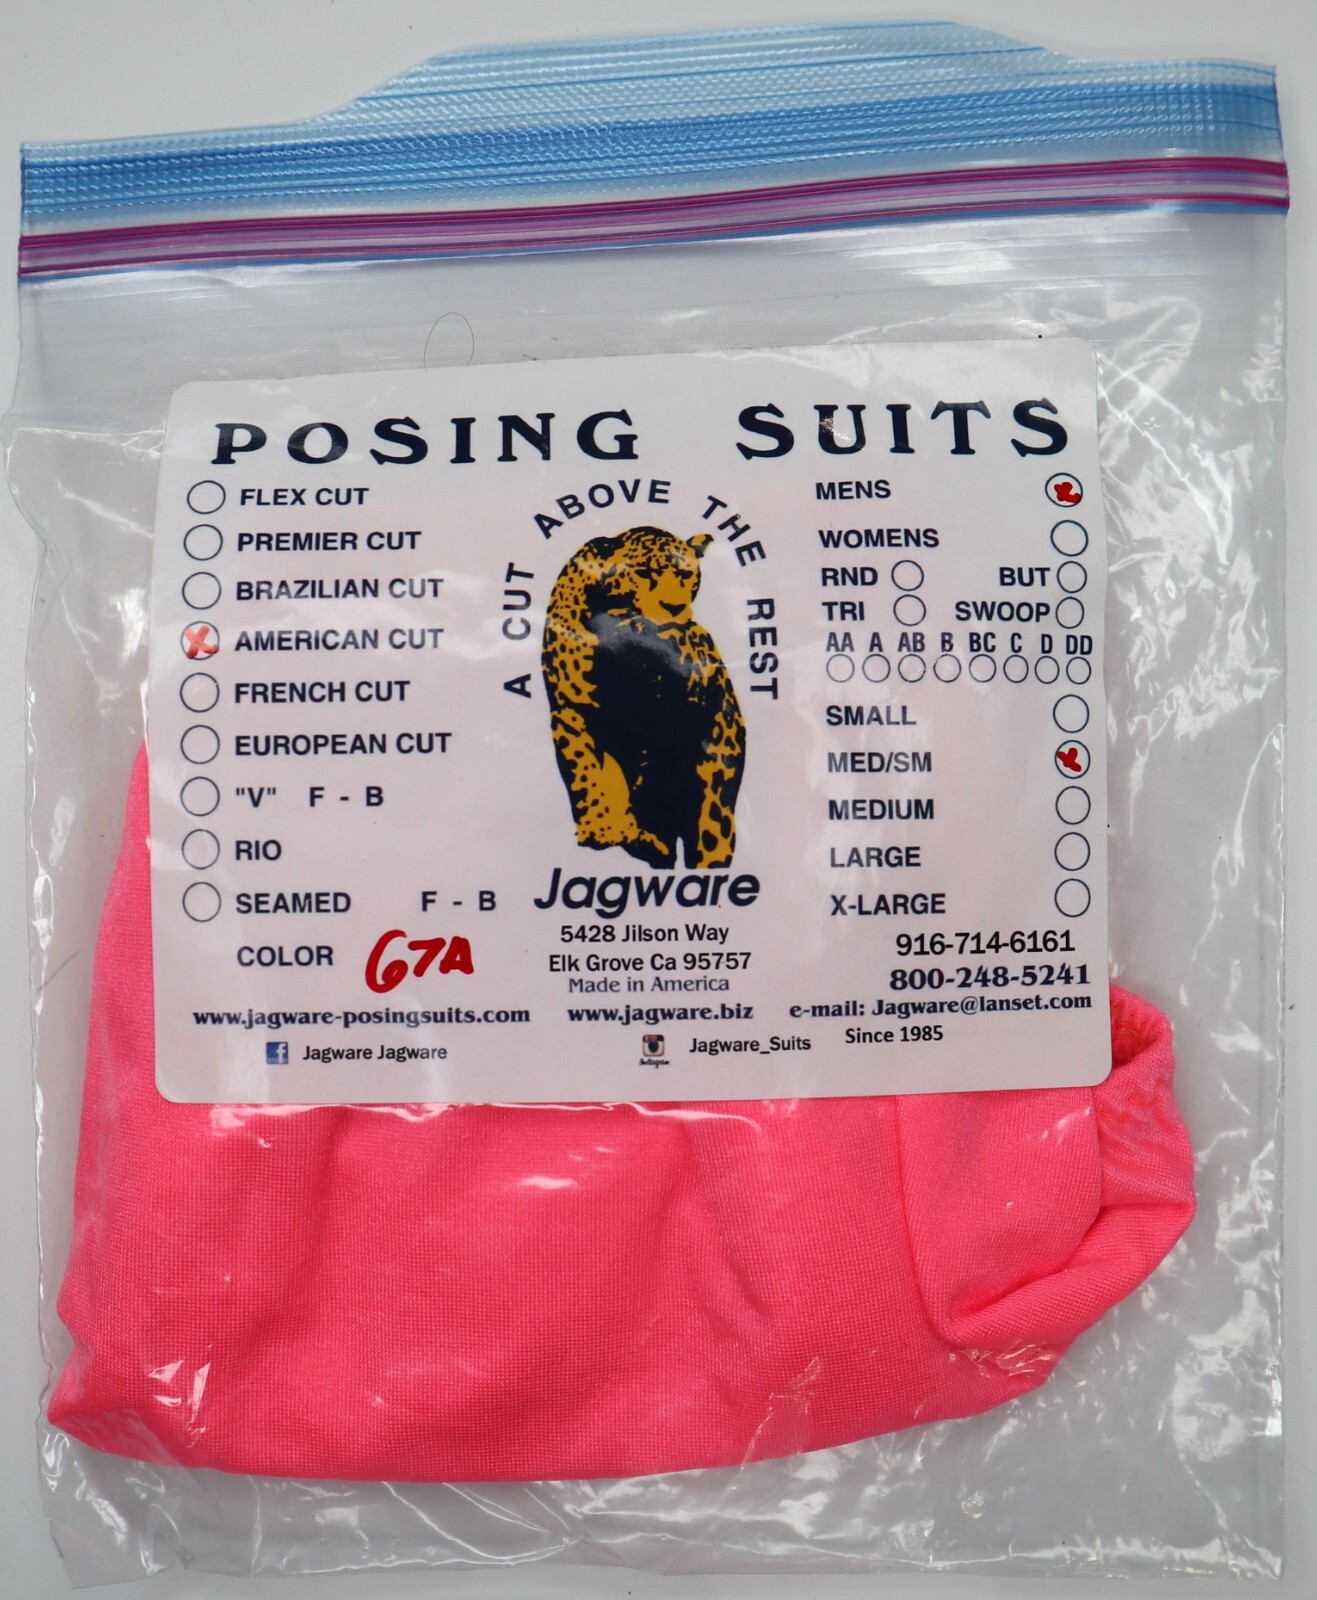 POSING SUITS
A CUT ABOVE THE REST
FLEX CUT
PREMIER CUT
BRAZILIAN CUT
AMERICAN CUT
FRENCH CUT
EUROPEAN CUT
"V" F - B
RIO
SEAMED F - B
COLOR 67A
MENS
WOMENS
RND BUT
TRI SWOOP
AA A AB B BC C D DD
SMALL
MED/SM
MEDIUM
LARGE
X-LARGE
Jagware
5428 Jilson Way
Elk Grove Ca 95757
Made in America
916-714-6161
800-248-5241
www.jagware-posingsuits.com www.jagware.biz e-mail: Jagware@lanset.com
f Jagware Jagware Instagram Jagware_Suits Since 1985